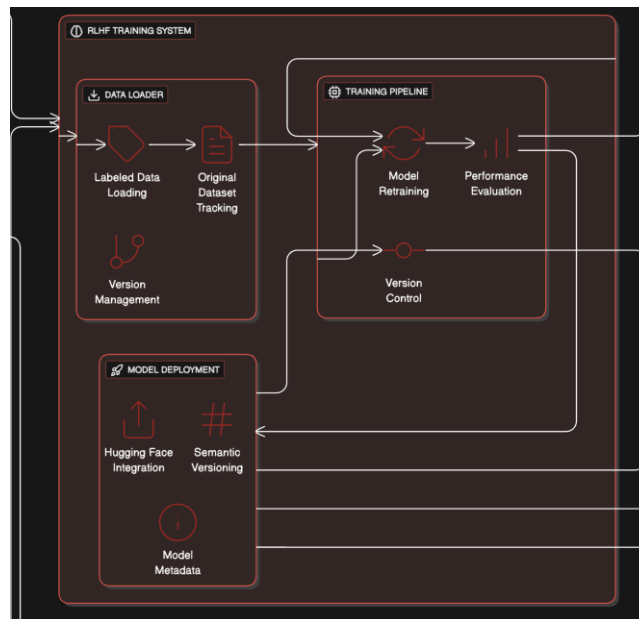 RLHF TRAINING SYSTEM
DATA LOADER
Labeled Data
Loading
Original
Dataset
Tracking
Version
Management
TRAINING PIPELINE
Model
Retraining
Performance
Evaluation
Version
Control
MODEL DEPLOYMENT
Hugging Face
Integration
Semantic
Versioning
Model
Metadata